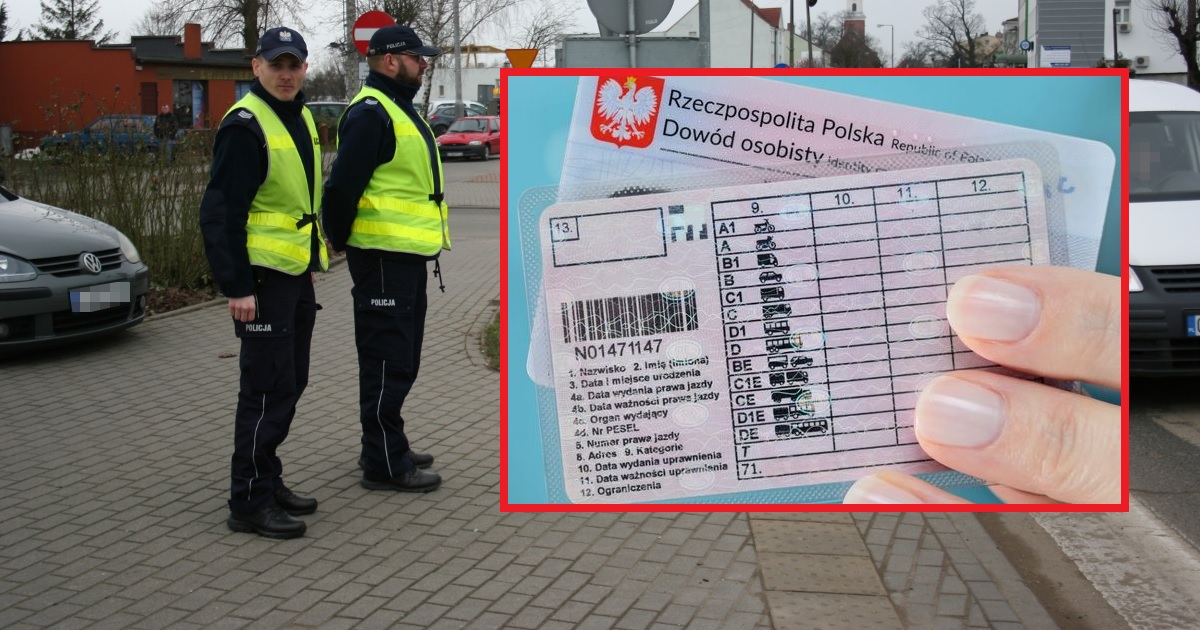 POLICJA
POLICJA
POLICJA
Rzeczpospolita Polska Republic of Pola
Dowód osobisty Identity
13.
9. 10. 11. 12.
A1
A
B1
B
C1
C
D1
D
BE
C1E
CE
D1E
DE
T
71.
N01471147
1. Nazwisko 2. Imię (imiona)
3. Data i miejsce urodzenia
4a. Data wydania prawa jazdy
4b. Data ważności prawa jazdy
4c. Organ wydający
4d. Nr PESEL
5. Numer prawa jazdy
8. Adres 9. Kategorie
10. Data wydania uprawnienia
11. Data ważności uprawnienia
12. Ograniczenia